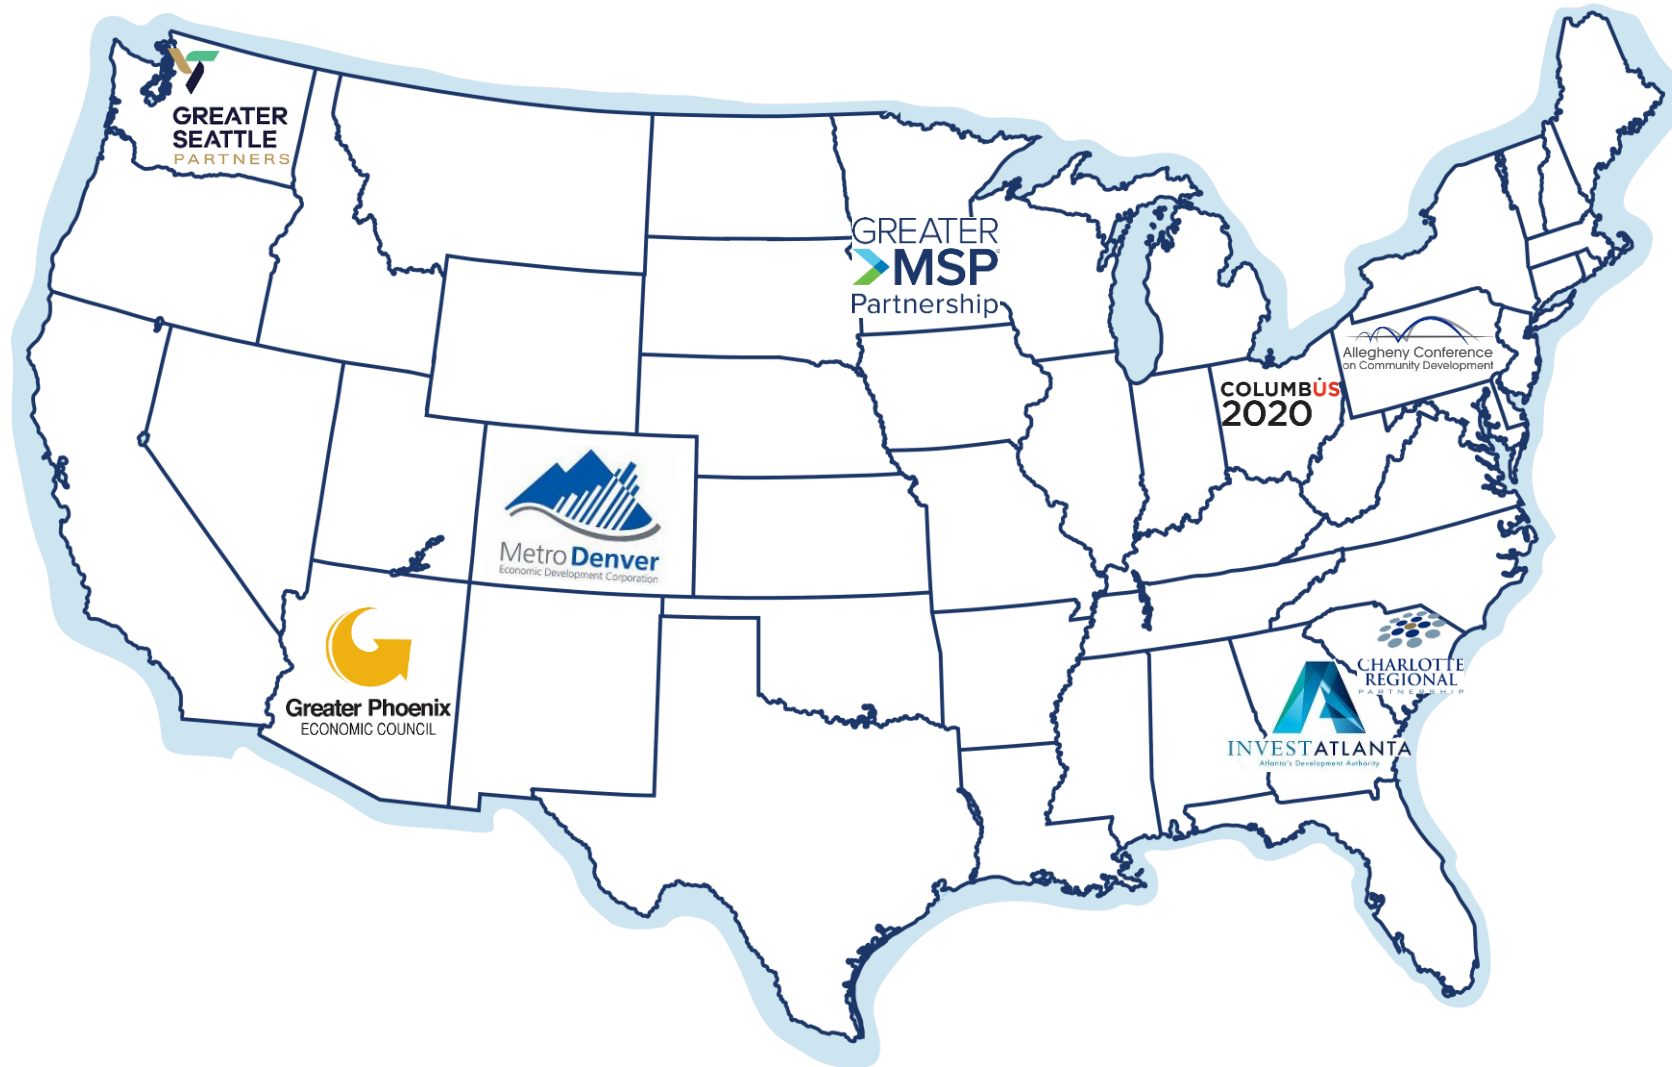 GREATER
SEATTLE
PARTNERS
GREATER
MSP
Partnership
Allegheny Conference
on Community Development
COLUMBUS
2020
Metro Denver
Economic Development Corporation
Greater Phoenix
ECONOMIC COUNCIL
CHARLOTTE
REGIONAL
PARTNERSHIP
INVESTATLANTA
Atlanta's Development Authority